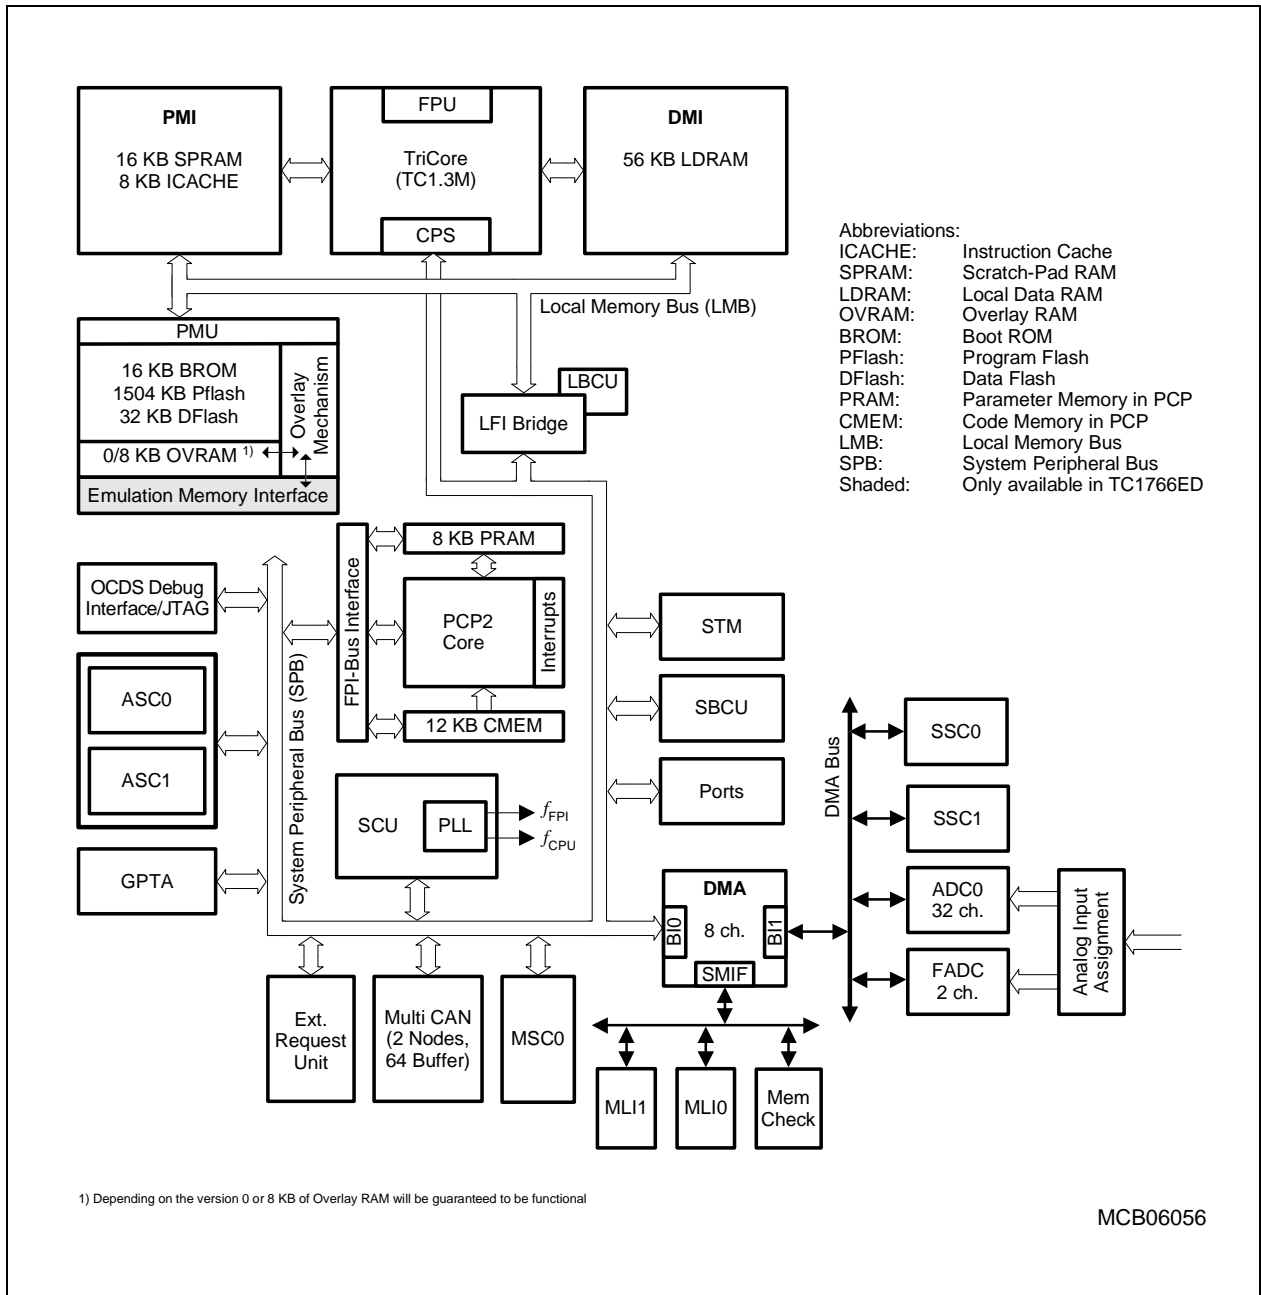 PMI
16 KB SPRAM
8 KB ICACHE
FPU
TriCore
(TC1.3M)
CPS
DMI
56 KB LDRAM
Abbreviations:
ICACHE: Instruction Cache
SPRAM: Scratch-Pad RAM
LDRAM: Local Data RAM
OVRAM: Overlay RAM
BROM: Boot ROM
PFlash: Program Flash
DFlash: Data Flash
PRAM: Parameter Memory in PCP
CMEM: Code Memory in PCP
LMB: Local Memory Bus
SPB: System Peripheral Bus
Shaded: Only available in TC1766ED
Local Memory Bus (LMB)
PMU
16 KB BROM
1504 KB Pflash
32 KB DFlash
Overlay
Mechanism
0/8 KB OVRAM 1)
Emulation Memory Interface
LBCU
LFI Bridge
OCDS Debug
Interface/JTAG
ASC0
ASC1
GPTA
System Peripheral Bus (SPB)
FPI-Bus Interface
8 KB PRAM
PCP2
Core
Interrupts
12 KB CMEM
SCU
PLL
fFPI
fCPU
STM
SBCU
Ports
DMA
BI0
8 ch.
BI1
SMIF
DMA Bus
SSC0
SSC1
ADC0
32 ch.
FADC
2 ch.
Analog Input
Assignment
Ext.
Request
Unit
Multi CAN
(2 Nodes,
64 Buffer)
MSC0
MLI1
MLI0
Mem
Check
1) Depending on the version 0 or 8 KB of Overlay RAM will be guaranteed to be functional
MCB06056